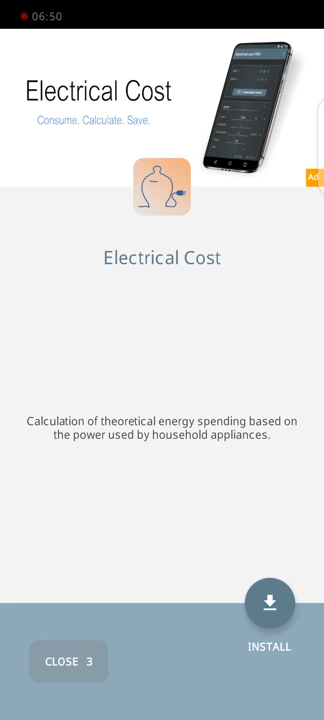 06:50
Electrical Cost
Consume. Calculate. Save.
Ad
Electrical Cost
Calculation of theoretical energy spending based on
the power used by household appliances.
INSTALL
CLOSE 3